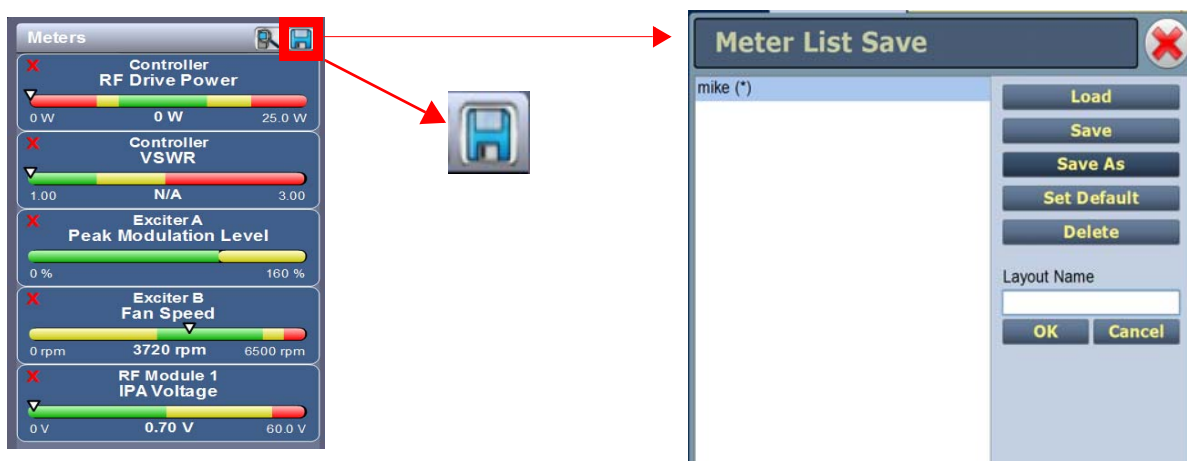 Meters
X Controller
RF Drive Power
0 W 0 W 25.0 W
X Controller
VSWR
1.00 N/A 3.00
X Exciter A
Peak Modulation Level
0 % 160 %
X Exciter B
Fan Speed
0 rpm 3720 rpm 6500 rpm
X RF Module 1
IPA Voltage
0 V 0.70 V 60.0 V
Meter List Save
mike (*)
Load
Save
Save As
Set Default
Delete
Layout Name
OK Cancel